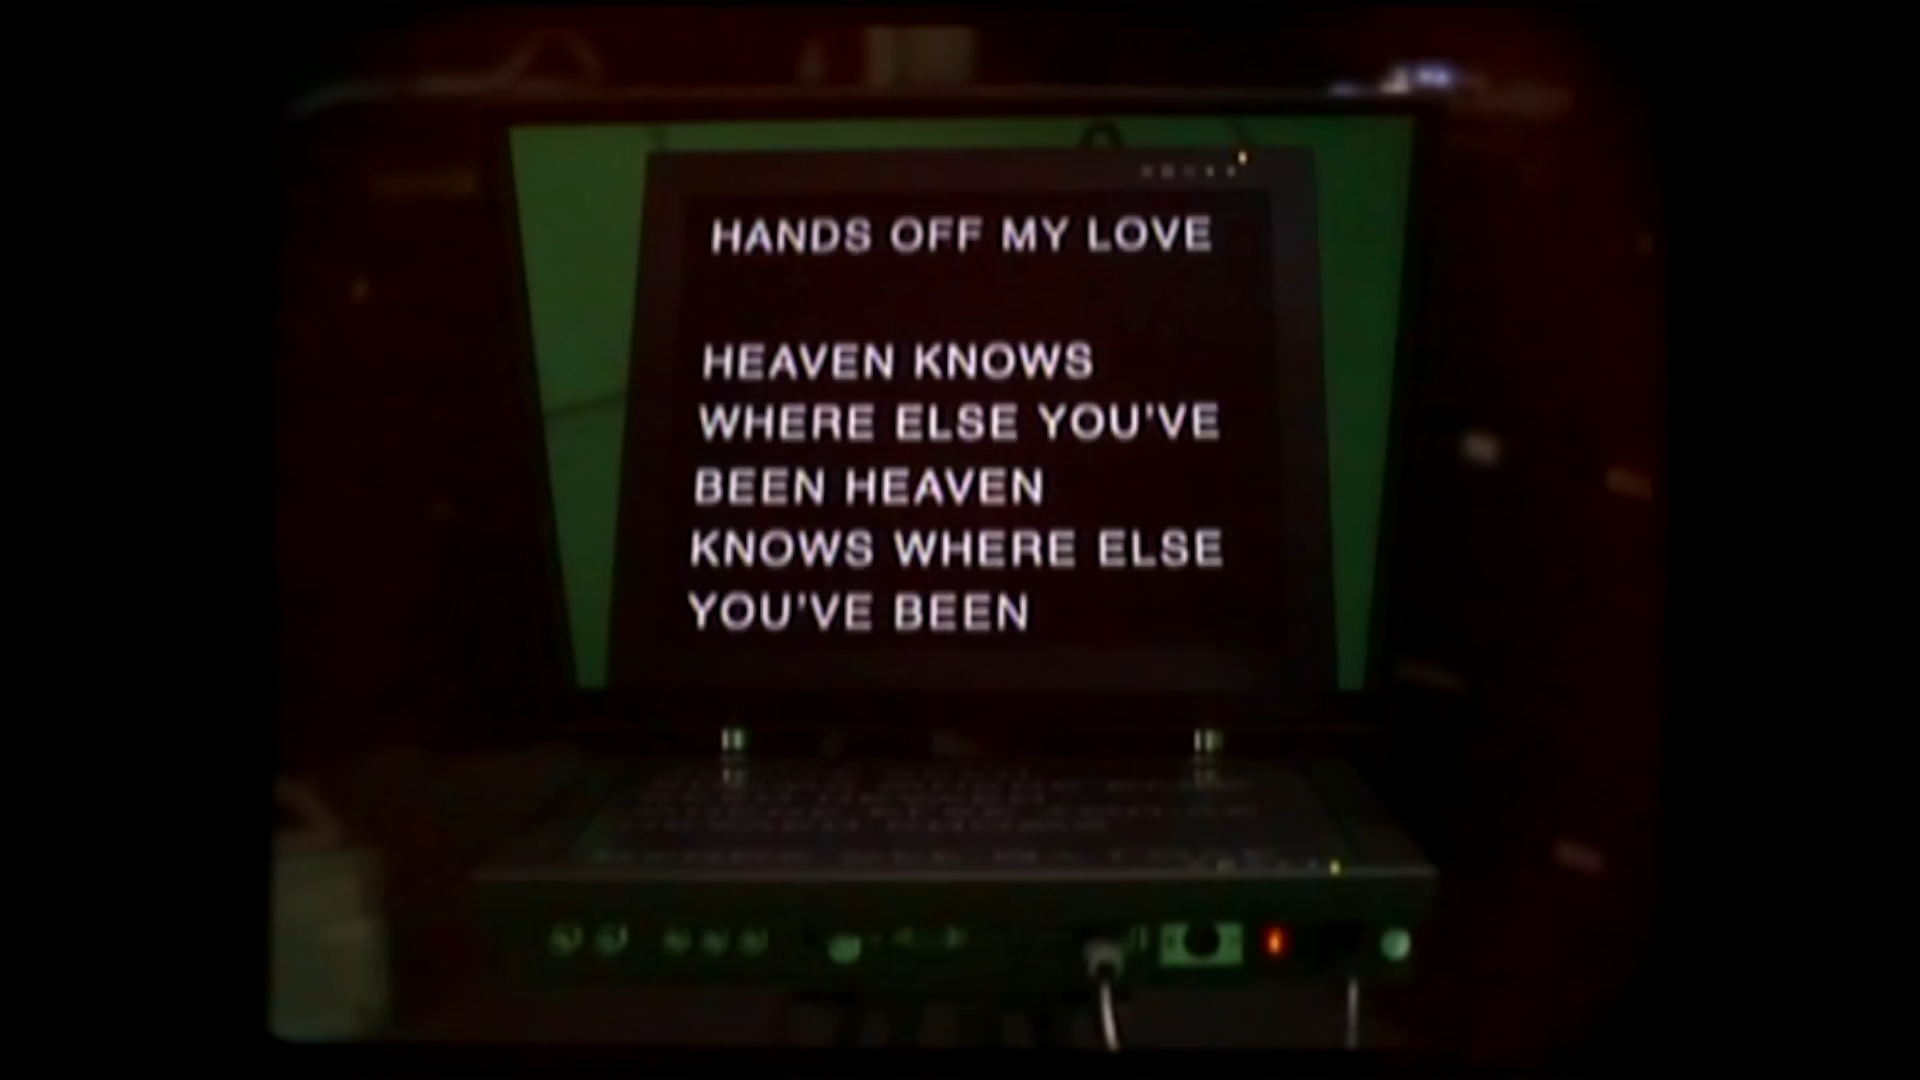 HANDS OFF MY LOVE
HEAVEN KNOWS
WHERE ELSE YOU'VE
BEEN HEAVEN
KNOWS WHERE ELSE
YOU'VE BEEN